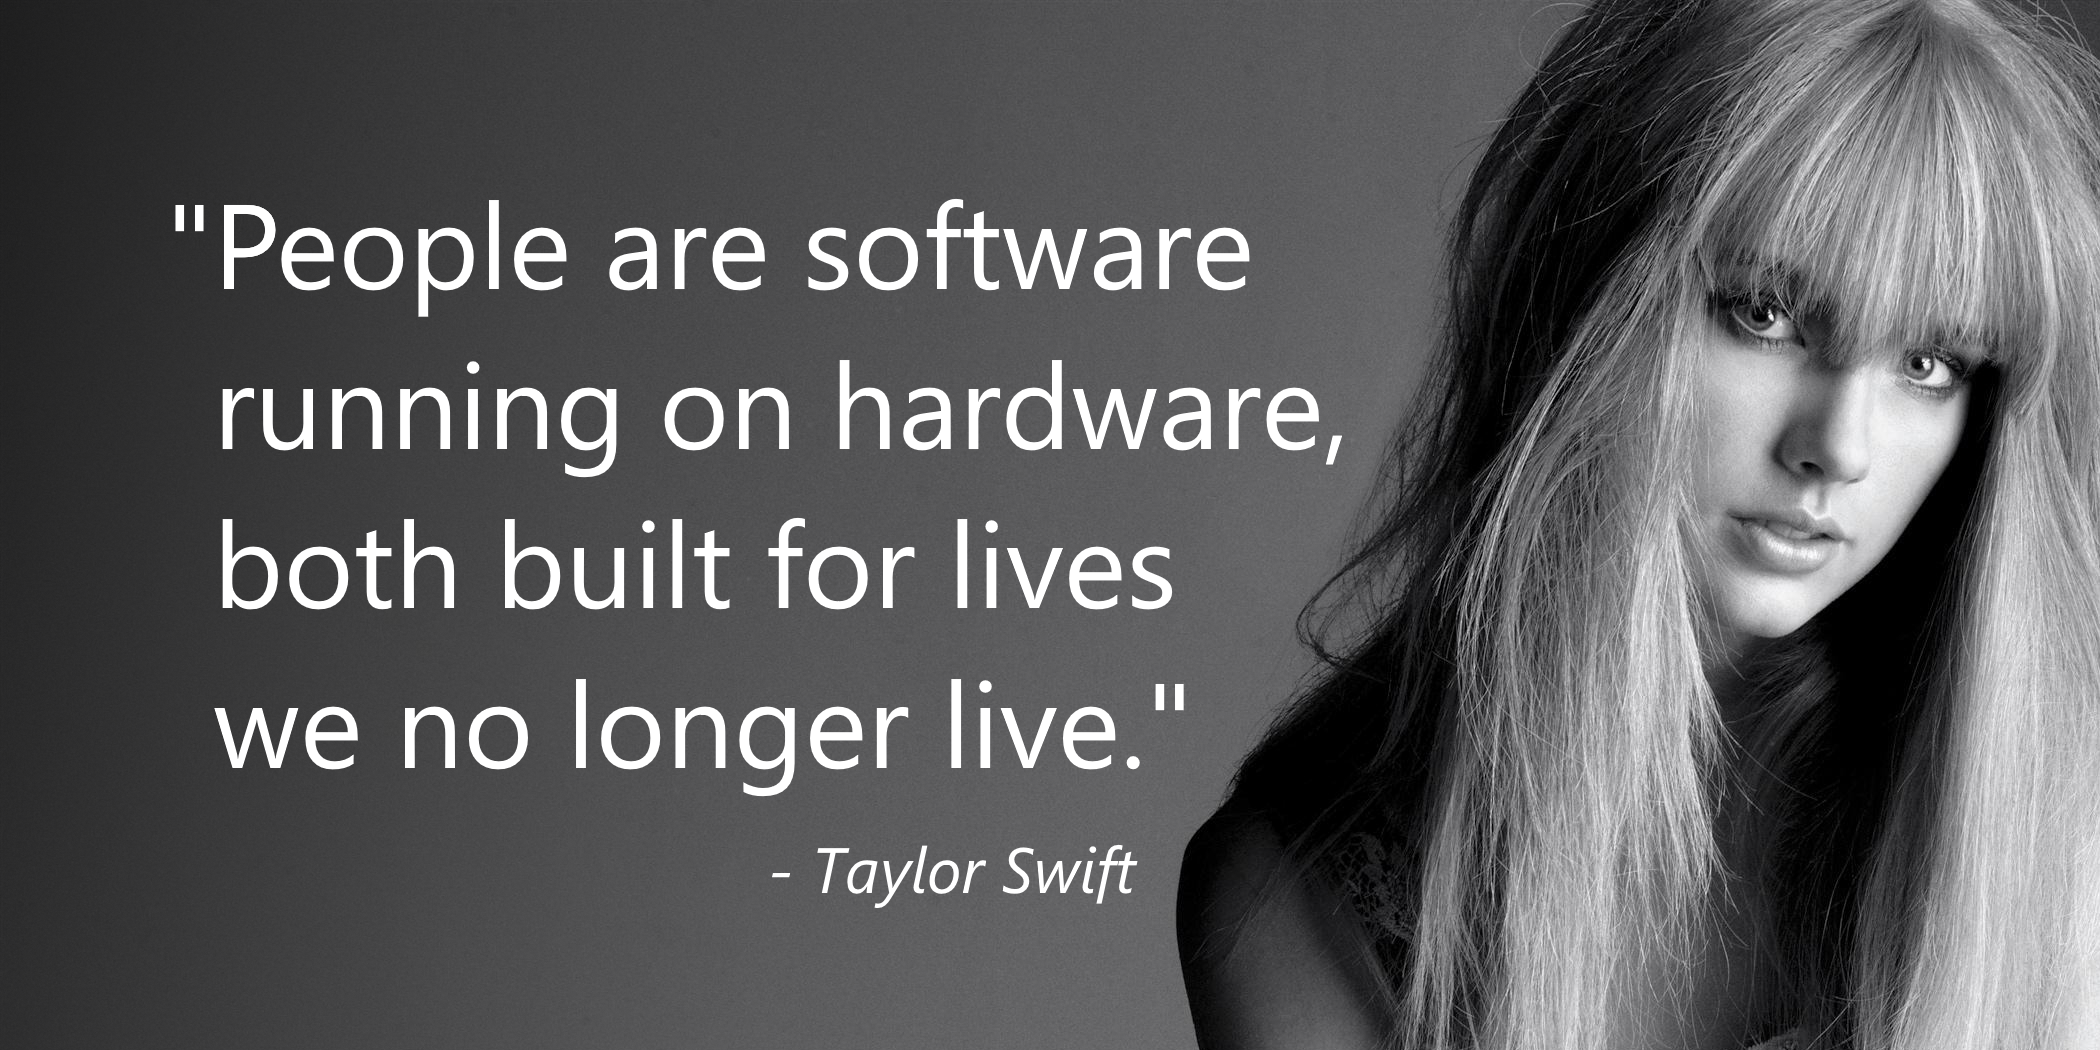 "People are software
running on hardware,
both built for lives
we no longer live."
- Taylor Swift